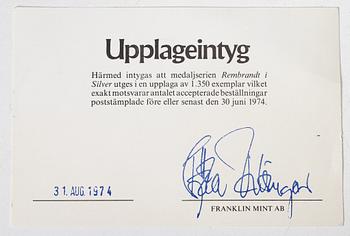 Upplageintyg
Härmed intygas att medaljserien Rembrandt i
Silver utges i en upplaga av 1.350 exemplar vilket
exakt motsvarar antalet accepterade beställningar
poststämplade före eller senast den 30 juni 1974.
31. AUG. 1974
FRANKLIN MINT AB